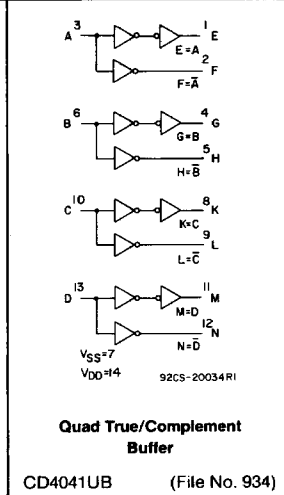 A 3 1 E
E=A
2 F
F=A̅
B 6 4 G
G=B
5 H
H=B̅
C 10 8 K
K=C
9 L
L=C̅
D 13 11 M
M=D
12 N
N=D̅
VSS=7
VDD=14
92CS-20034R1
Quad True/Complement
Buffer
CD4041UB (File No. 934)